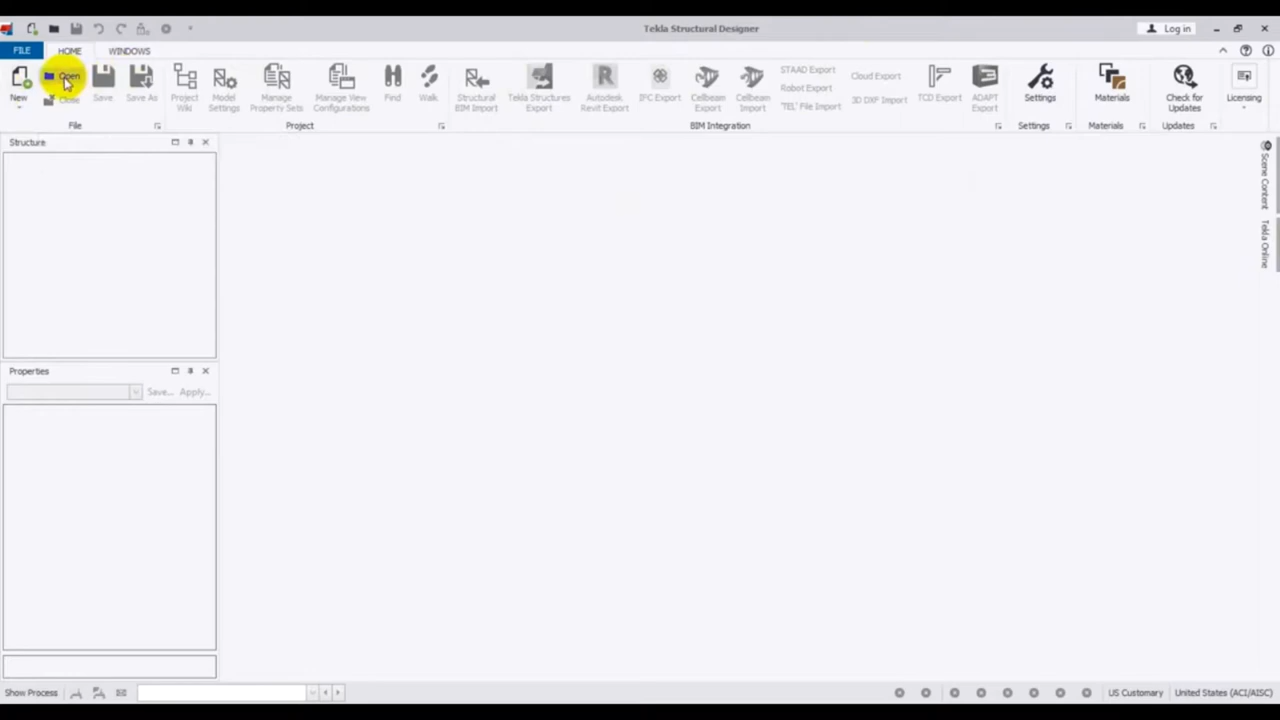 Tekla Structural Designer
Log in
FILE HOME WINDOWS
New
Open
Close
Save
Save As
Project Wiki
Model Settings
Manage Property Sets
Manage View Configurations
Find
Walk
Structural BIM Import
Tekla Structures Export
Autodesk Revit Export
IFC Export
Cellbeam Export
Cellbeam Import
STAAD Export
Robot Export
'TEL' File Import
Cloud Export
3D DXF Import
TCD Export
ADAPT Export
Settings
Materials
Check for Updates
Licensing
File Project BIM Integration Settings Materials Updates
Structure
Scene Content
Tekla Online
Properties
Save... Apply...
Show Process US Customary United States (ACI/AISC)